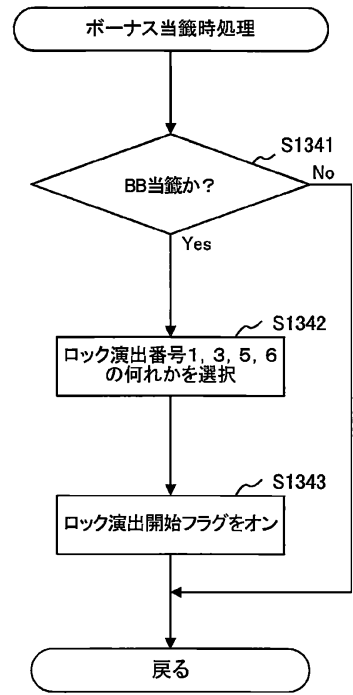 ボーナス当籤時処理
S1341
BB当籤か？
No
Yes
S1342
ロック演出番号1, 3, 5, 6
の何れかを選択
S1343
ロック演出開始フラグをオン
戻る